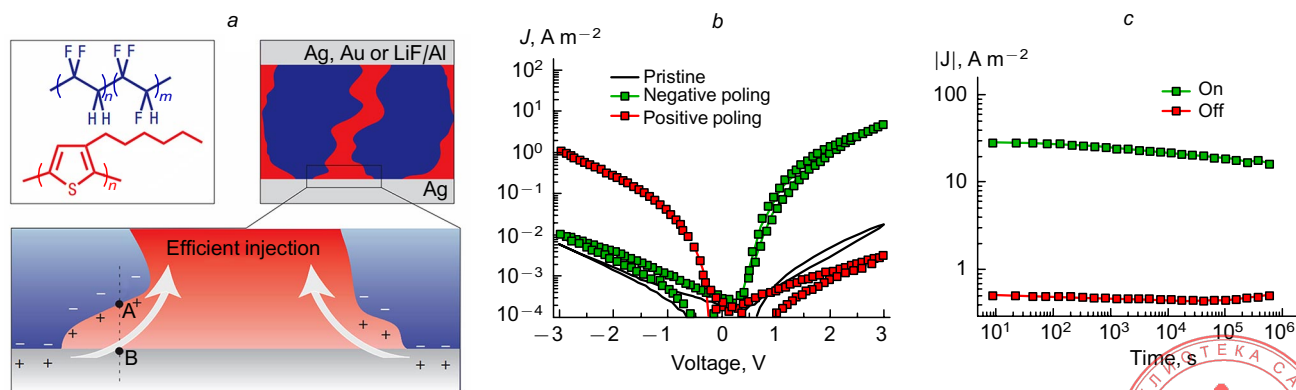 a
F F F F
n m
H H F H
S n
Ag, Au or LiF/Al
Ag
Efficient injection
A
B
b
J, A m⁻²
10²
10¹
10⁰
10⁻¹
10⁻²
10⁻³
10⁻⁴
Pristine
Negative poling
Positive poling
−3 −2 −1 0 1 2 3
Voltage, V
c
|J|, A m⁻²
100
10
1
On
Off
10¹ 10² 10³ 10⁴ 10⁵ 10⁶
Time, s
ЛИОТЕКА СА